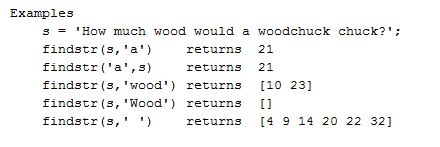 Examples
s = 'How much wood would a woodchuck chuck?';
findstr(s,'a') returns 21
findstr('a',s) returns 21
findstr(s,'wood') returns [10 23]
findstr(s,'Wood') returns []
findstr(s,' ') returns [4 9 14 20 22 32]